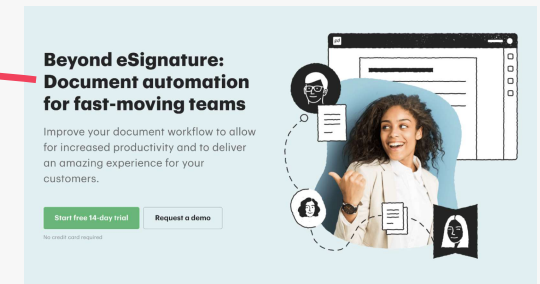 Beyond eSignature:
Document automation
for fast-moving teams
Improve your document workflow to allow
for increased productivity and to deliver
an amazing experience for your
customers.
Start free 14-day trial
Request a demo
No credit card required